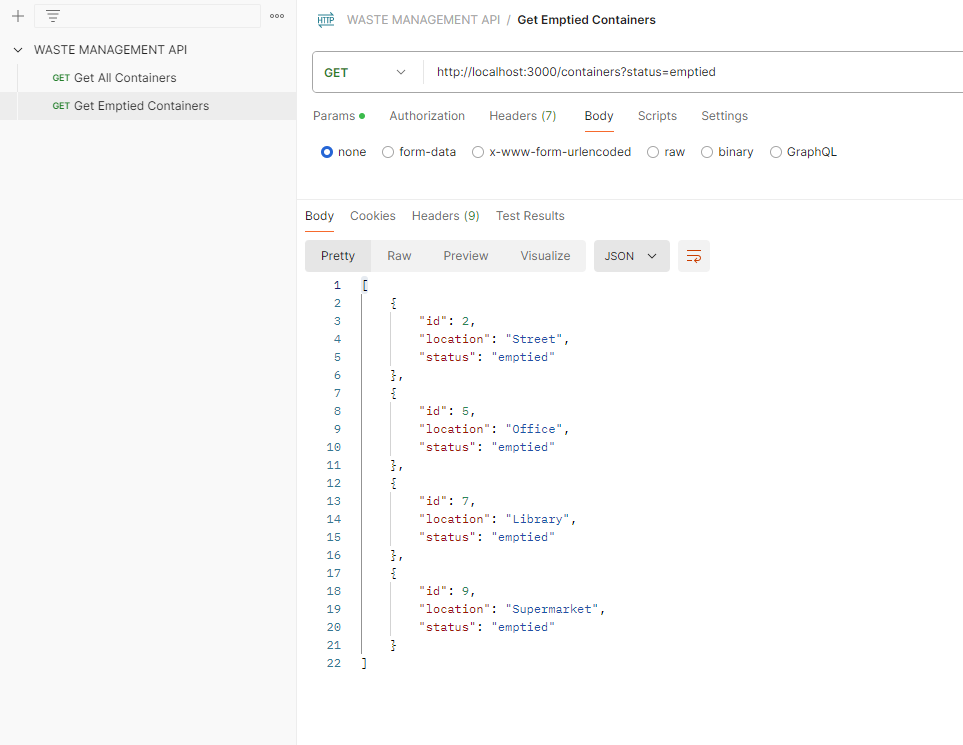 WASTE MANAGEMENT API
GET Get All Containers
GET Get Emptied Containers
HTTP WASTE MANAGEMENT API / Get Emptied Containers
GET http://localhost:3000/containers?status=emptied
Params Authorization Headers (7) Body Scripts Settings
none form-data x-www-form-urlencoded raw binary GraphQL
Body Cookies Headers (9) Test Results
Pretty Raw Preview Visualize JSON
1 [
2 {
3 "id": 2,
4 "location": "Street",
5 "status": "emptied"
6 },
7 {
8 "id": 5,
9 "location": "Office",
10 "status": "emptied"
11 },
12 {
13 "id": 7,
14 "location": "Library",
15 "status": "emptied"
16 },
17 {
18 "id": 9,
19 "location": "Supermarket",
20 "status": "emptied"
21 }
22 ]